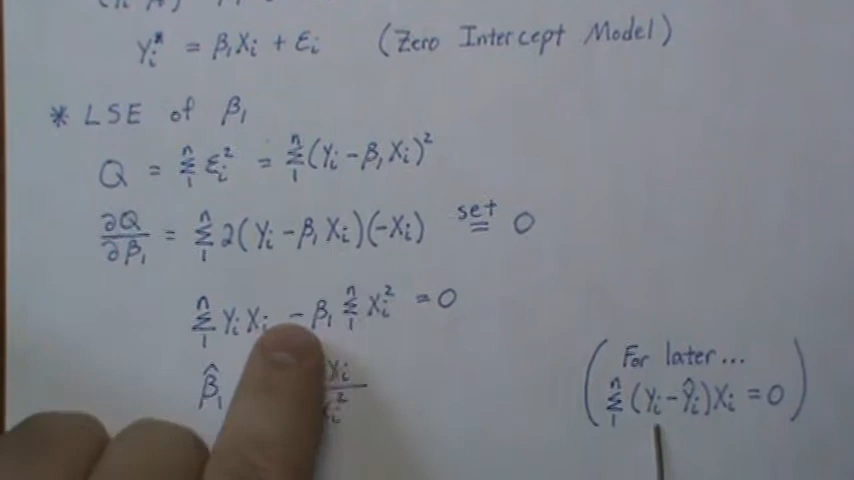 Yᵢ* = β₁Xᵢ + εᵢ (Zero Intercept Model)
* LSE of β₁
Q = Σ₁ⁿ εᵢ² = Σ₁ⁿ(Yᵢ - β₁Xᵢ)²
∂Q/∂β₁ = Σ₁ⁿ 2(Yᵢ - β₁Xᵢ)(-Xᵢ) set = 0
Σ₁ⁿ YᵢXᵢ - β₁ Σ₁ⁿ Xᵢ² = 0
(For later...
Σ₁ⁿ (Yᵢ - Ŷᵢ)Xᵢ = 0)
β̂₁